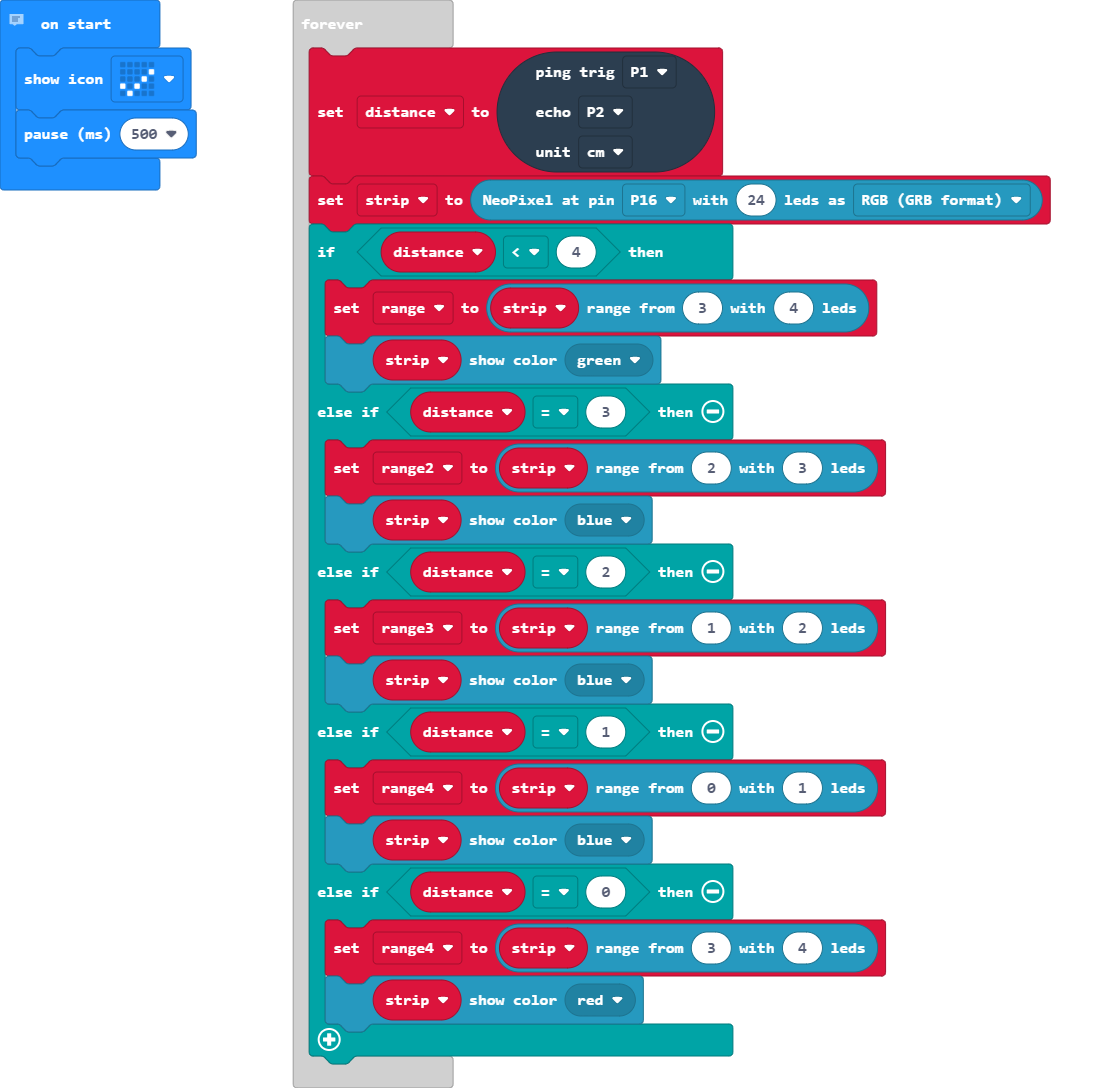 on start
show icon
pause (ms) 500
forever
set distance to ping trig P1
echo P2
unit cm
set strip to NeoPixel at pin P16 with 24 leds as RGB (GRB format)
if distance < 4 then
set range to strip range from 3 with 4 leds
strip show color green
else if distance = 3 then
set range2 to strip range from 2 with 3 leds
strip show color blue
else if distance = 2 then
set range3 to strip range from 1 with 2 leds
strip show color blue
else if distance = 1 then
set range4 to strip range from 0 with 1 leds
strip show color blue
else if distance = 0 then
set range4 to strip range from 3 with 4 leds
strip show color red